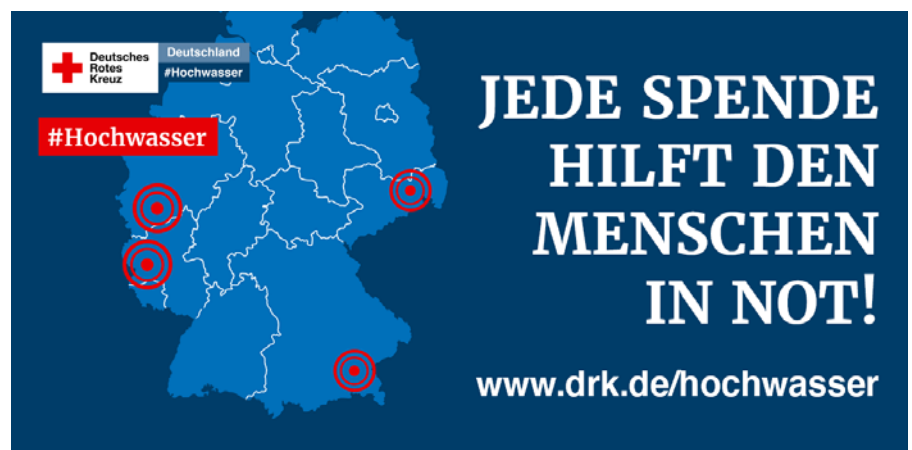 Deutsches
Rotes
Kreuz
Deutschland
#Hochwasser
#Hochwasser
JEDE SPENDE
HILFT DEN
MENSCHEN
IN NOT!
www.drk.de/hochwasser